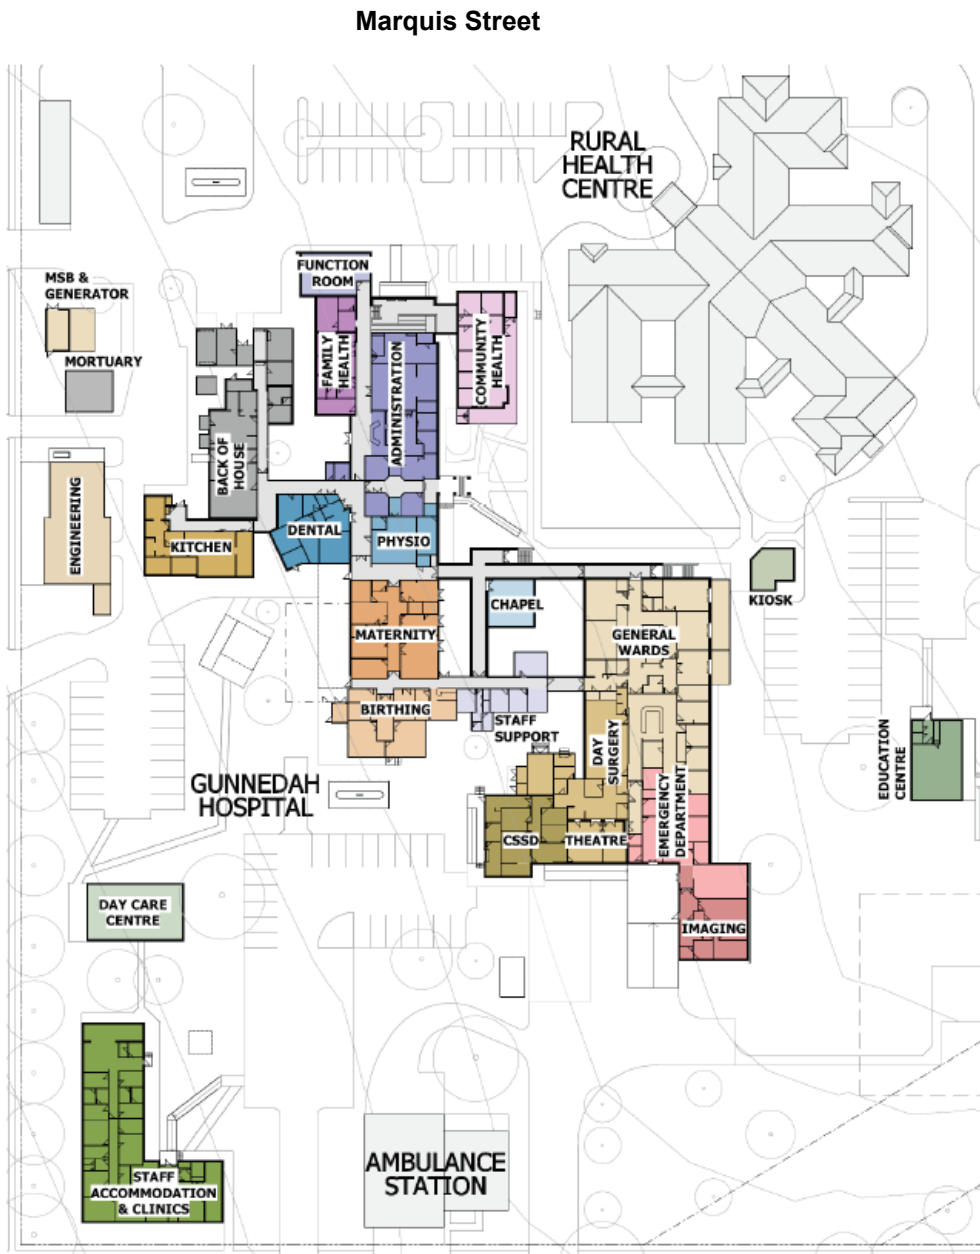 Marquis Street
RURAL
HEALTH
CENTRE
FUNCTION
ROOM
MSB &
GENERATOR
MORTUARY
FAMILY
HEALTH
ADMINISTRATION
COMMUNITY
HEALTH
BACK OF
HOUSE
ENGINEERING
KITCHEN
DENTAL
PHYSIO
CHAPEL
KIOSK
MATERNITY
GENERAL
WARDS
BIRTHING
STAFF
SUPPORT
DAY
SURGERY
EDUCATION
CENTRE
GUNNEDAH
HOSPITAL
EMERGENCY
DEPARTMENT
CSSD
THEATRE
DAY CARE
CENTRE
IMAGING
STAFF
ACCOMMODATION
& CLINICS
AMBULANCE
STATION